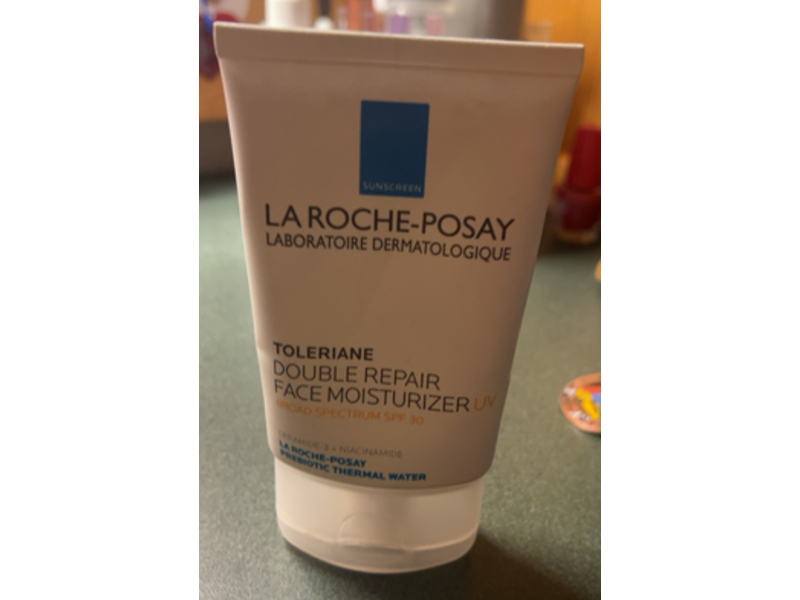 SUNSCREEN
LA ROCHE-POSAY
LABORATOIRE DERMATOLOGIQUE
TOLERIANE
DOUBLE REPAIR
FACE MOISTURIZER UV
BROAD SPECTRUM SPF 30
CERAMIDE-3 + NIACINAMIDE
LA ROCHE-POSAY
PREBIOTIC THERMAL WATER